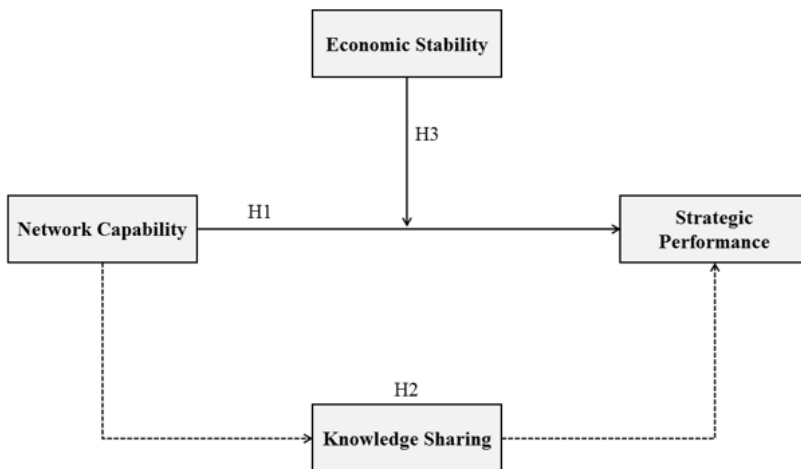 Economic Stability
H3
Network Capability
H1
Strategic
Performance
H2
Knowledge Sharing